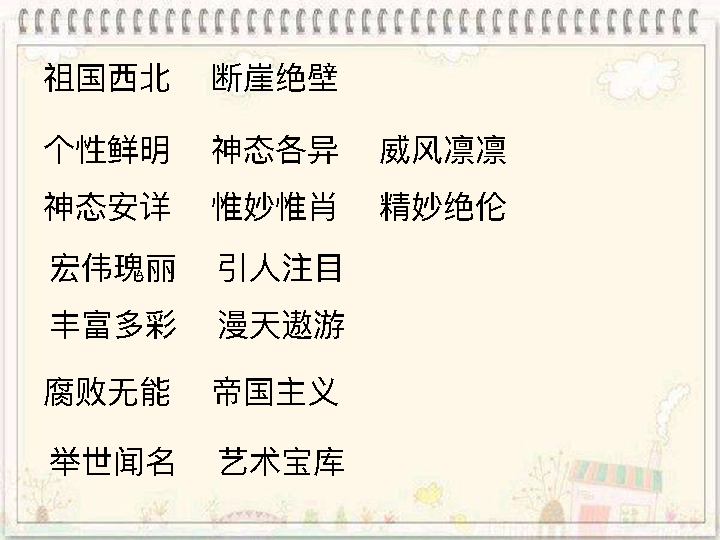 祖国西北 断崖绝壁
个性鲜明 神态各异 威风凛凛
神态安详 惟妙惟肖 精妙绝伦
宏伟瑰丽 引人注目
丰富多彩 漫天遨游
腐败无能 帝国主义
举世闻名 艺术宝库